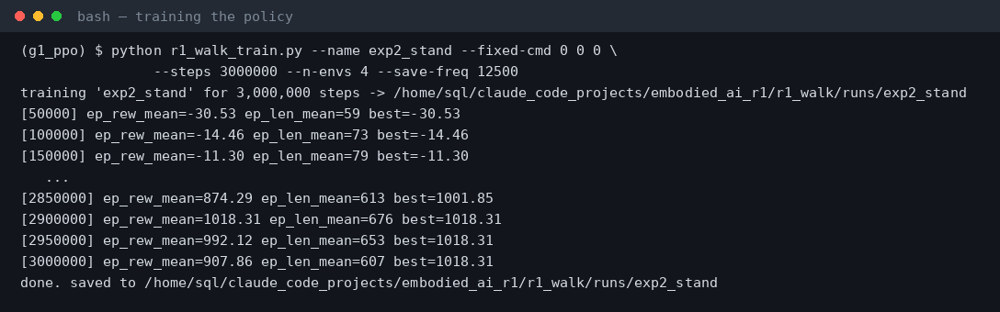 bash — training the policy
(g1_ppo) $ python r1_walk_train.py --name exp2_stand --fixed-cmd 0 0 0 \
--steps 3000000 --n-envs 4 --save-freq 12500
training 'exp2_stand' for 3,000,000 steps -> /home/sql/claude_code_projects/embodied_ai_r1/r1_walk/runs/exp2_stand
[50000] ep_rew_mean=-30.53 ep_len_mean=59 best=-30.53
[100000] ep_rew_mean=-14.46 ep_len_mean=73 best=-14.46
[150000] ep_rew_mean=-11.30 ep_len_mean=79 best=-11.30
...
[2850000] ep_rew_mean=874.29 ep_len_mean=613 best=1001.85
[2900000] ep_rew_mean=1018.31 ep_len_mean=676 best=1018.31
[2950000] ep_rew_mean=992.12 ep_len_mean=653 best=1018.31
[3000000] ep_rew_mean=907.86 ep_len_mean=607 best=1018.31
done. saved to /home/sql/claude_code_projects/embodied_ai_r1/r1_walk/runs/exp2_stand